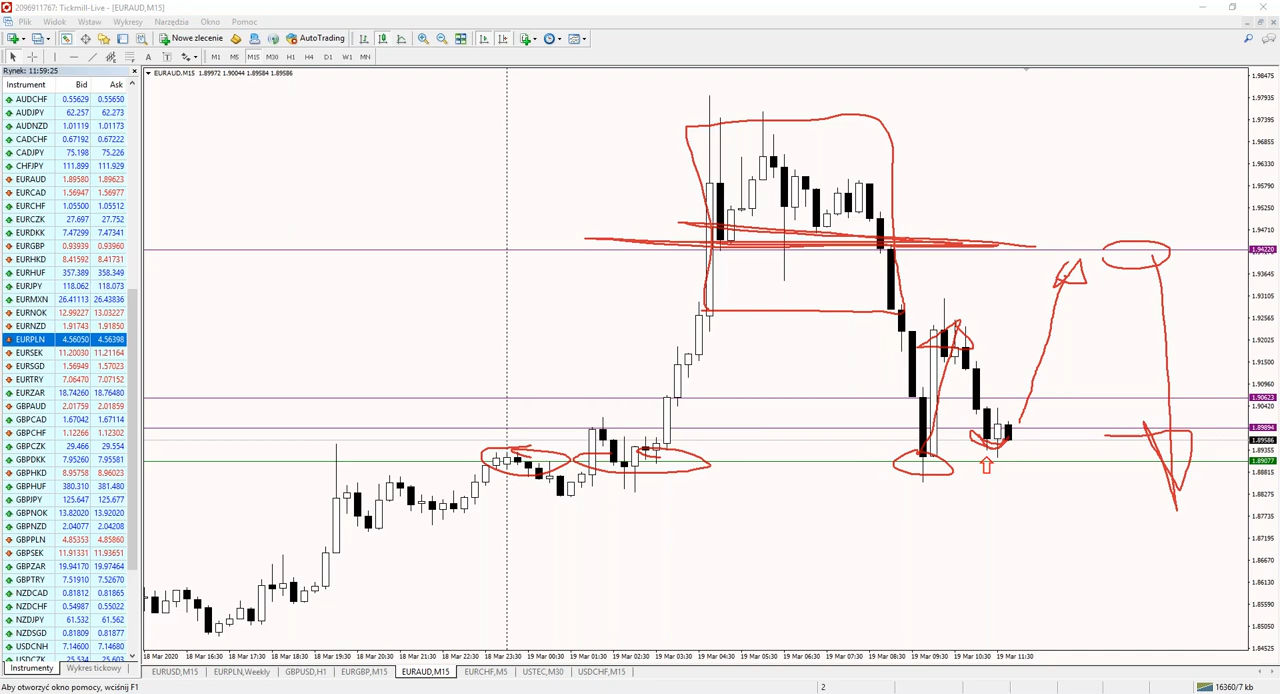 2096911767: Tickmill-Live - [EURAUD,M15]
Plik Widok Wstaw Wykresy Narzędzia Okno Pomoc
Nowe zlecenie AutoTrading
A T M1 M5 M15 M30 H1 H4 D1 W1 MN
Rynek: 11:59:25
EURAUD,M15 1.89972 1.90044 1.89584 1.89586
Instrument Bid Ask
AUDCHF 0.55629 0.55650
AUDJPY 62.257 62.273
AUDNZD 1.01119 1.01173
CADCHF 0.67192 0.67222
CADJPY 75.198 75.226
CHFJPY 111.899 111.929
EURAUD 1.89580 1.89623
EURCAD 1.56947 1.56977
EURCHF 1.05500 1.05512
EURCZK 27.697 27.752
EURDKK 7.47299 7.47341
EURGBP 0.93939 0.93960
EURHKD 8.41592 8.41731
EURHUF 357.389 358.349
EURJPY 118.062 118.073
EURMXN 26.41113 26.43836
EURNOK 12.99227 13.03227
EURNZD 1.91743 1.91850
EURPLN 4.56050 4.56398
EURSEK 11.20030 11.21164
EURSGD 1.56949 1.57023
EURTRY 7.06470 7.07152
EURZAR 18.74260 18.76480
GBPAUD 2.01759 2.01859
GBPCAD 1.67042 1.67114
GBPCHF 1.12266 1.12302
GBPCZK 29.466 29.554
GBPDKK 7.95260 7.95581
GBPHKD 8.95758 8.96023
GBPHUF 380.310 381.480
GBPJPY 125.647 125.677
GBPNOK 13.82020 13.92020
GBPNZD 2.04077 2.04208
GBPPLN 4.85353 4.85860
GBPSEK 11.91331 11.93651
GBPZAR 19.94170 19.97464
GBPTRY 7.51910 7.52670
NZDCAD 0.81812 0.81865
NZDCHF 0.54987 0.55022
NZDJPY 61.532 61.562
NZDSGD 0.81809 0.81877
USDCNH 7.14600 7.14680
USDCZK 25.534 25.603
1.98475
1.97935
1.97395
1.96855
1.96330
1.95790
1.95250
1.94710
1.94220
1.93645
1.93105
1.92565
1.92025
1.91500
1.90960
1.90623
1.90420
1.89894
1.89586
1.89355
1.89077
1.88815
1.88275
1.87735
1.87195
1.86670
1.86130
1.85590
1.85050
1.84525
18 Mar 2020 18 Mar 16:30 18 Mar 17:30 18 Mar 18:30 18 Mar 19:30 18 Mar 20:30 18 Mar 21:30 18 Mar 22:30 18 Mar 23:30 19 Mar 00:30 19 Mar 01:30 19 Mar 02:30 19 Mar 03:30 19 Mar 04:30 19 Mar 05:30 19 Mar 06:30 19 Mar 07:30 19 Mar 08:30 19 Mar 09:30 19 Mar 10:30 19 Mar 11:30
Instrumenty Wykres tickowy
EURUSD,M15 EURPLN,Weekly GBPUSD,H1 EURGBP,M15 EURAUD,M15 EURCHF,M5 USTEC,M30 USDCHF,M15
Aby otworzyć okno pomocy, wciśnij F1 2 16360/7 kb